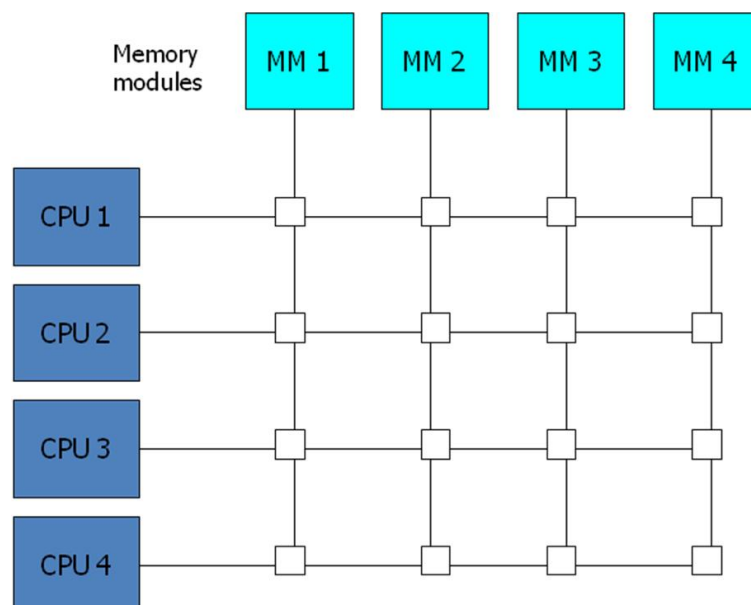 Memory
modules
MM 1
MM 2
MM 3
MM 4
CPU 1
CPU 2
CPU 3
CPU 4